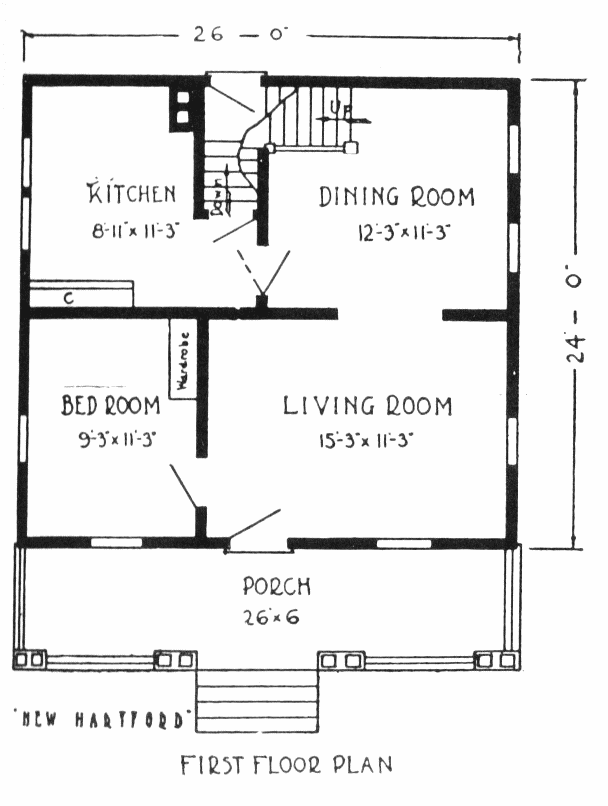 26 — 0"
UP
KITCHEN
8'-11" x 11'-3"
Down
DINING ROOM
12'-3" x 11'-3"
24' — 0"
C
Wardrobe
BED ROOM
9'-3" x 11'-3"
LIVING ROOM
15'-3" x 11'-3"
PORCH
26' x 6
"NEW HARTFORD"
FIRST FLOOR PLAN